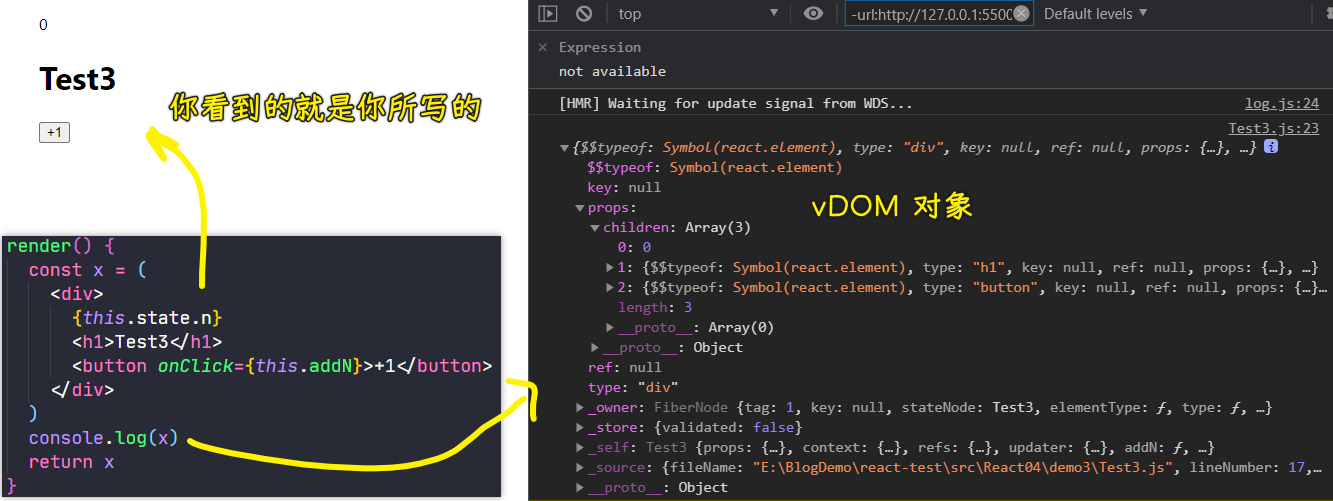 0
Test3
+1
你看到的就是你所写的
render() {
const x = (
<div>
{this.state.n}
<h1>Test3</h1>
<button onClick={this.addN}>+1</button>
</div>
)
console.log(x)
return x
}
top
-url:http://127.0.0.1:5500
Default levels
Expression
not available
[HMR] Waiting for update signal from WDS... log.js:24
Test3.js:23
{$$typeof: Symbol(react.element), type: "div", key: null, ref: null, props: {…}, …}
$$typeof: Symbol(react.element)
key: null
props:
vDOM 对象
children: Array(3)
0: 0
1: {$$typeof: Symbol(react.element), type: "h1", key: null, ref: null, props: {…}, …}
2: {$$typeof: Symbol(react.element), type: "button", key: null, ref: null, props: {…}…
length: 3
__proto__: Array(0)
__proto__: Object
ref: null
type: "div"
_owner: FiberNode {tag: 1, key: null, stateNode: Test3, elementType: ƒ, type: ƒ, …}
_store: {validated: false}
_self: Test3 {props: {…}, context: {…}, refs: {…}, updater: {…}, addN: ƒ, …}
_source: {fileName: "E:\BlogDemo\react-test\src\React04\demo3\Test3.js", lineNumber: 17,…
__proto__: Object